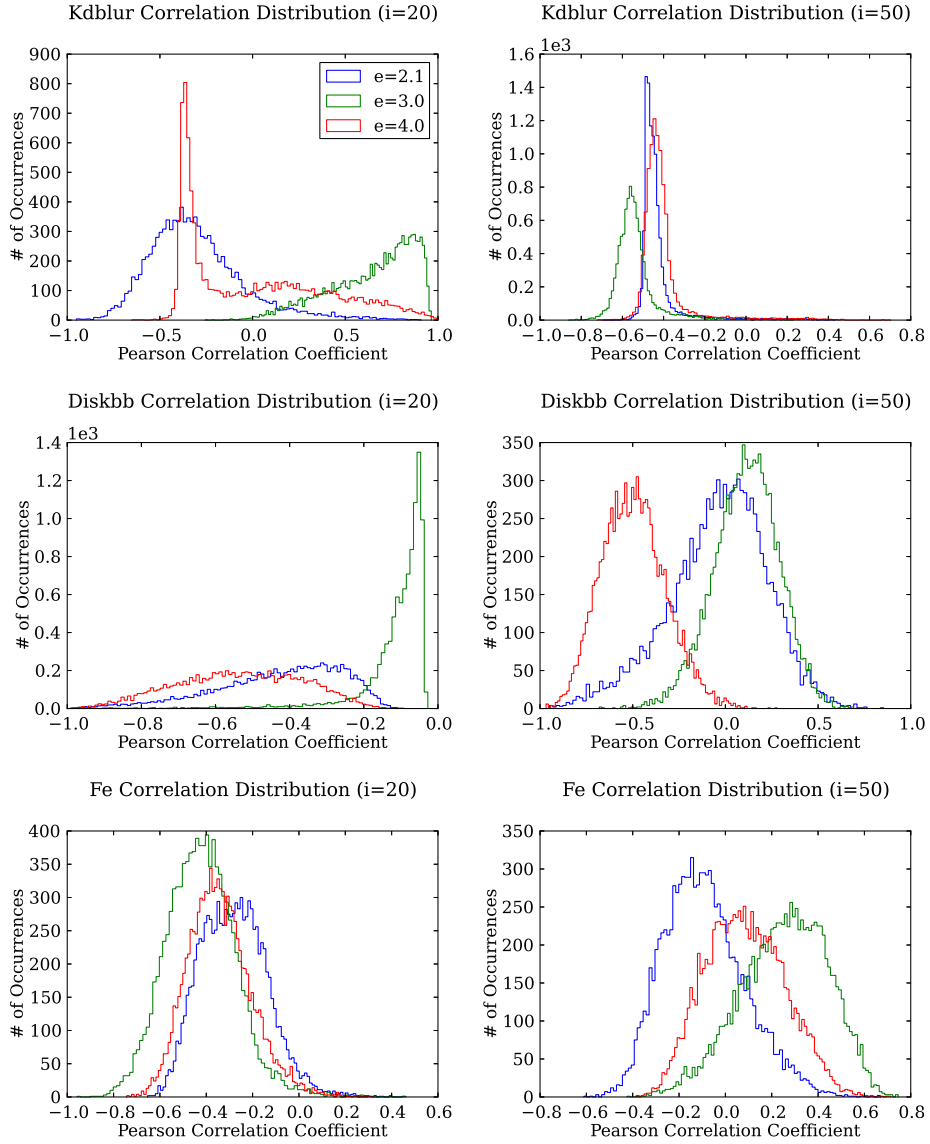 Kdblur Correlation Distribution (i=20)
900
800
700
600
500
400
300
200
100
0
−1.0 −0.5 0.0 0.5 1.0
# of Occurrences
Pearson Correlation Coefficient
e=2.1
e=3.0
e=4.0
Kdblur Correlation Distribution (i=50)
1e3
1.6
1.4
1.2
1.0
0.8
0.6
0.4
0.2
0.0
−1.0 −0.8 −0.6 −0.4 −0.2 0.0 0.2 0.4 0.6 0.8
# of Occurrences
Pearson Correlation Coefficient
Diskbb Correlation Distribution (i=20)
1e3
1.4
1.2
1.0
0.8
0.6
0.4
0.2
0.0
−1.0 −0.8 −0.6 −0.4 −0.2 −0.0
# of Occurrences
Pearson Correlation Coefficient
Diskbb Correlation Distribution (i=50)
350
300
250
200
150
100
50
0
−1.0 −0.5 0.0 0.5 1.0
# of Occurrences
Pearson Correlation Coefficient
Fe Correlation Distribution (i=20)
400
350
300
250
200
150
100
50
0
−1.0 −0.8 −0.6 −0.4 −0.2 0.0 0.2 0.4 0.6
# of Occurrences
Pearson Correlation Coefficient
Fe Correlation Distribution (i=50)
350
300
250
200
150
100
50
0
−0.8 −0.6 −0.4 −0.2 0.0 0.2 0.4 0.6 0.8
# of Occurrences
Pearson Correlation Coefficient